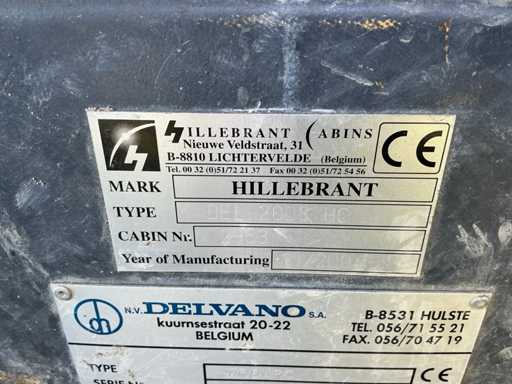 HILLEBRANT CABINS
Nieuwe Veldstraat, 31
B-8810 LICHTERVELDE (Belgium)
Tel. 00 32 (0)51/72 21 37 Fax 00 32 (0)51/72 54 56
CE
MARK HILLEBRANT
TYPE
CABIN Nr.
Year of Manufacturing
N.V. DELVANO S.A.
kuurnsestraat 20-22
BELGIUM
B-8531 HULSTE
TEL. 056/71 55 21
FAX. 056/70 47 19
TYPE